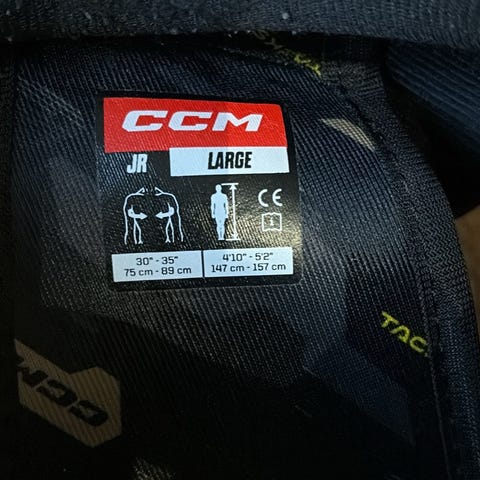 TACKS
CCM
JR LARGE
CE
30" - 35" 4'10" - 5'2"
75 cm - 89 cm 147 cm - 157 cm
TAC
CCM